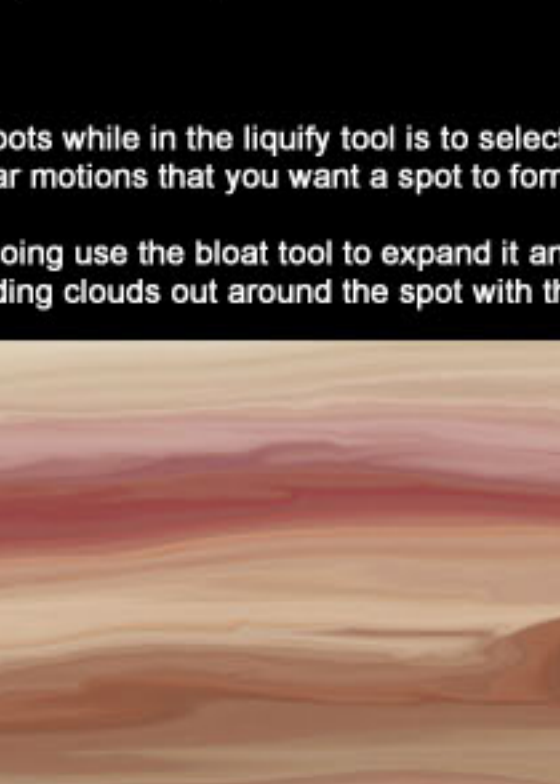 ots while in the liquify tool is to select
ar motions that you want a spot to form
oing use the bloat tool to expand it an
ding clouds out around the spot with th